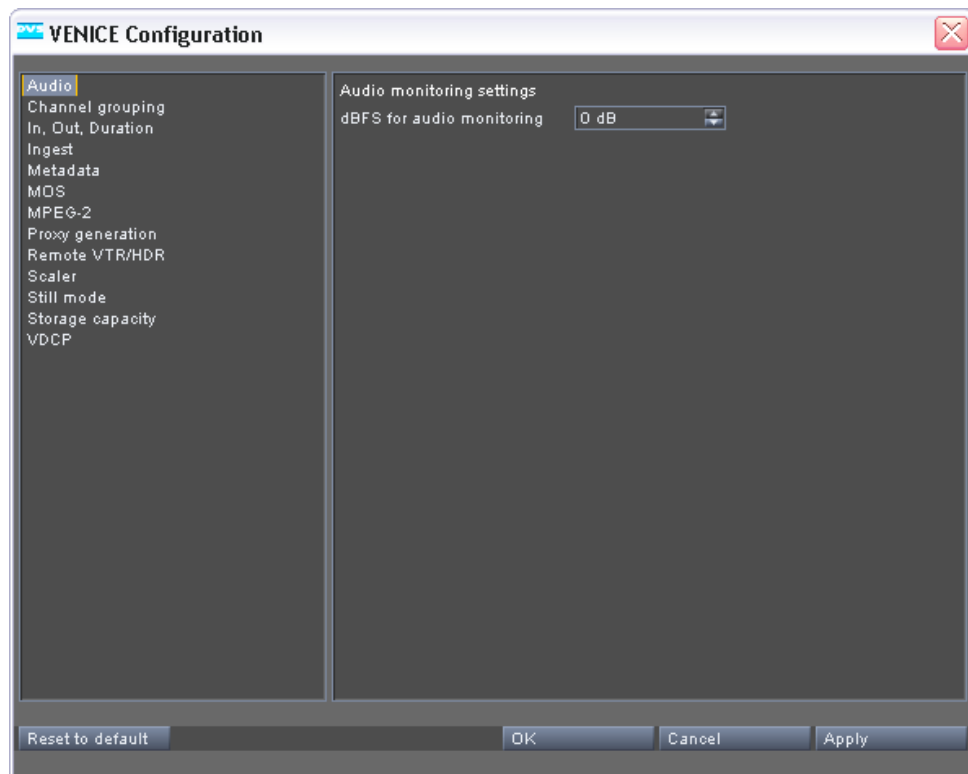 DVS VENICE Configuration
Audio
Channel grouping
In, Out, Duration
Ingest
Metadata
MOS
MPEG-2
Proxy generation
Remote VTR/HDR
Scaler
Still mode
Storage capacity
VDCP
Audio monitoring settings
dBFS for audio monitoring 0 dB
Reset to default OK Cancel Apply